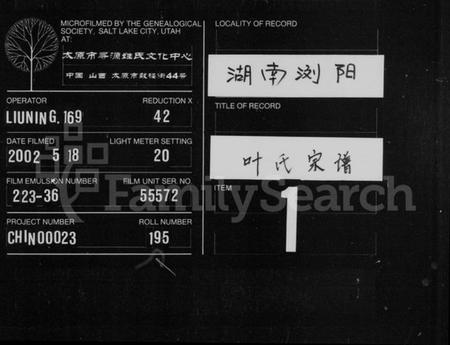 MICROFILMED BY THE GENEALOGICAL
SOCIETY, SALT LAKE CITY, UTAH
AT:
太原市寻源姓氏文化中心
中国 山西 太原市鼓楼街44号
OPERATOR REDUCTION X
LIUNING, 169 42
DATE FILMED LIGHT METER SETTING
2002 5 18 20
FILM EMULSION NUMBER FILM UNIT SER. NO.
223-36 55572
PROJECT NUMBER ROLL NUMBER
CHIN00023 195
LOCALITY OF RECORD
湖南浏阳
TITLE OF RECORD
叶氏宗谱
ITEM
1
FamilySearch